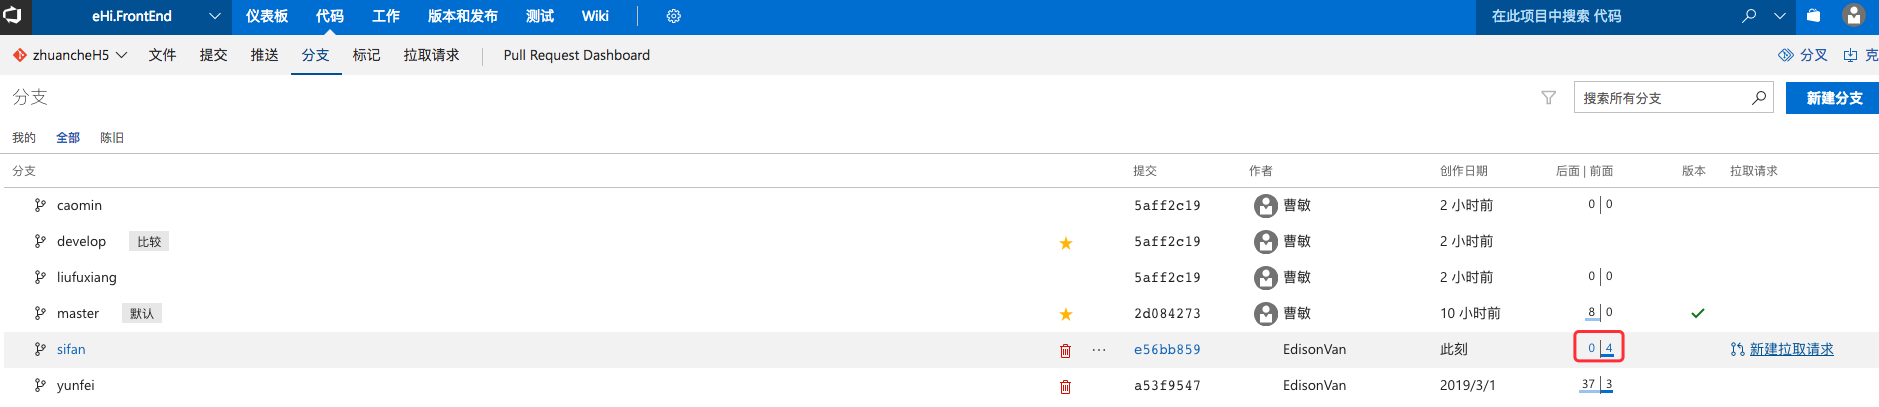 eHi.FrontEnd 仪表板 代码 工作 版本和发布 测试 Wiki 在此项目中搜索 代码
zhuancheH5 文件 提交 推送 分支 标记 拉取请求 Pull Request Dashboard 分叉 克
分支 搜索所有分支 新建分支
我的 全部 陈旧
分支 提交 作者 创作日期 后面 | 前面 版本 拉取请求
caomin 5aff2c19 曹敏 2 小时前 0 0
develop 比较 5aff2c19 曹敏 2 小时前
liufuxiang 5aff2c19 曹敏 2 小时前 0 0
master 默认 2d084273 曹敏 10 小时前 8 0
sifan ··· e56bb859 EdisonVan 此刻 0 4 新建拉取请求
yunfei a53f9547 EdisonVan 2019/3/1 37 3